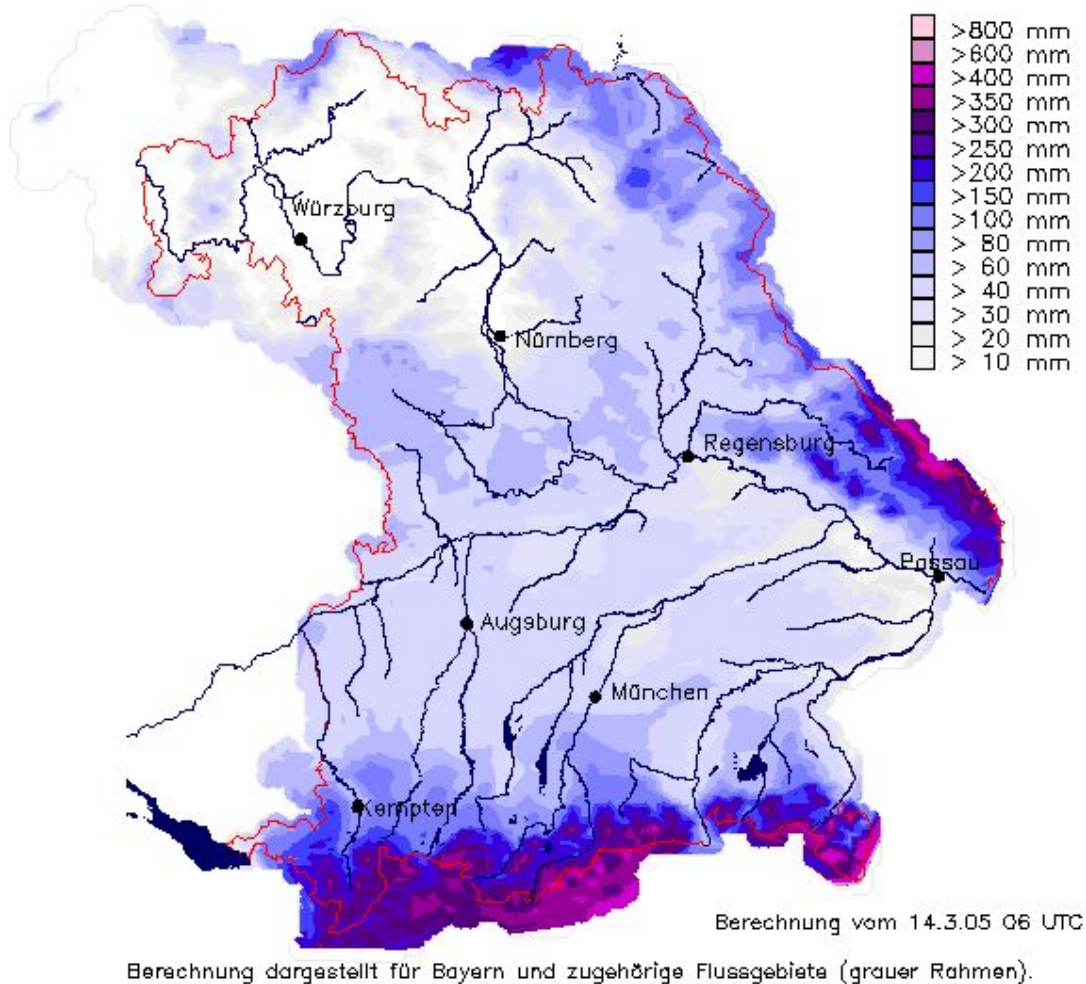 >800 mm
>600 mm
>400 mm
>350 mm
>300 mm
>250 mm
>200 mm
>150 mm
>100 mm
> 80 mm
> 60 mm
> 40 mm
> 30 mm
> 20 mm
> 10 mm
Würzburg
Nürnberg
Regensburg
Passau
Augsburg
München
Kempten
Berechnung vom 14.3.05 06 UTC
Berechnung dargestellt für Bayern und zugehörige Flussgebiete (grauer Rahmen).